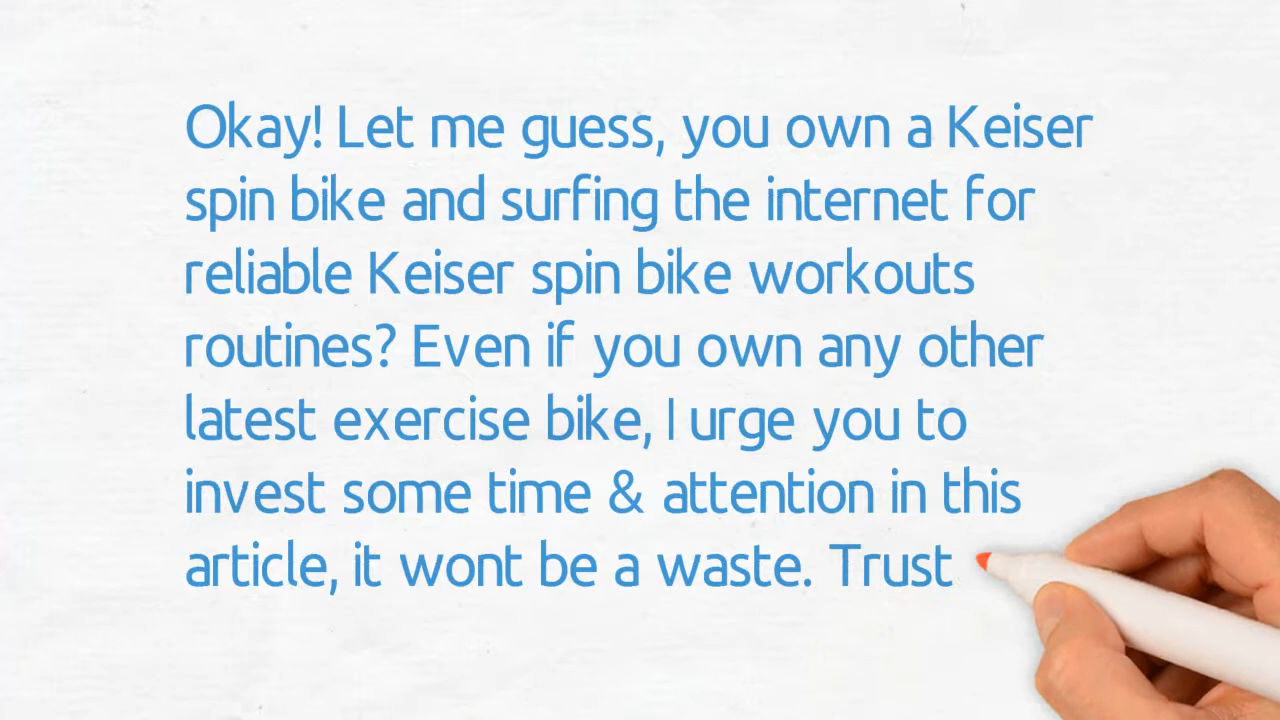 Okay! Let me guess, you own a Keiser
spin bike and surfing the internet for
reliable Keiser spin bike workouts
routines? Even if you own any other
latest exercise bike, I urge you to
invest some time & attention in this
article, it wont be a waste. Trust